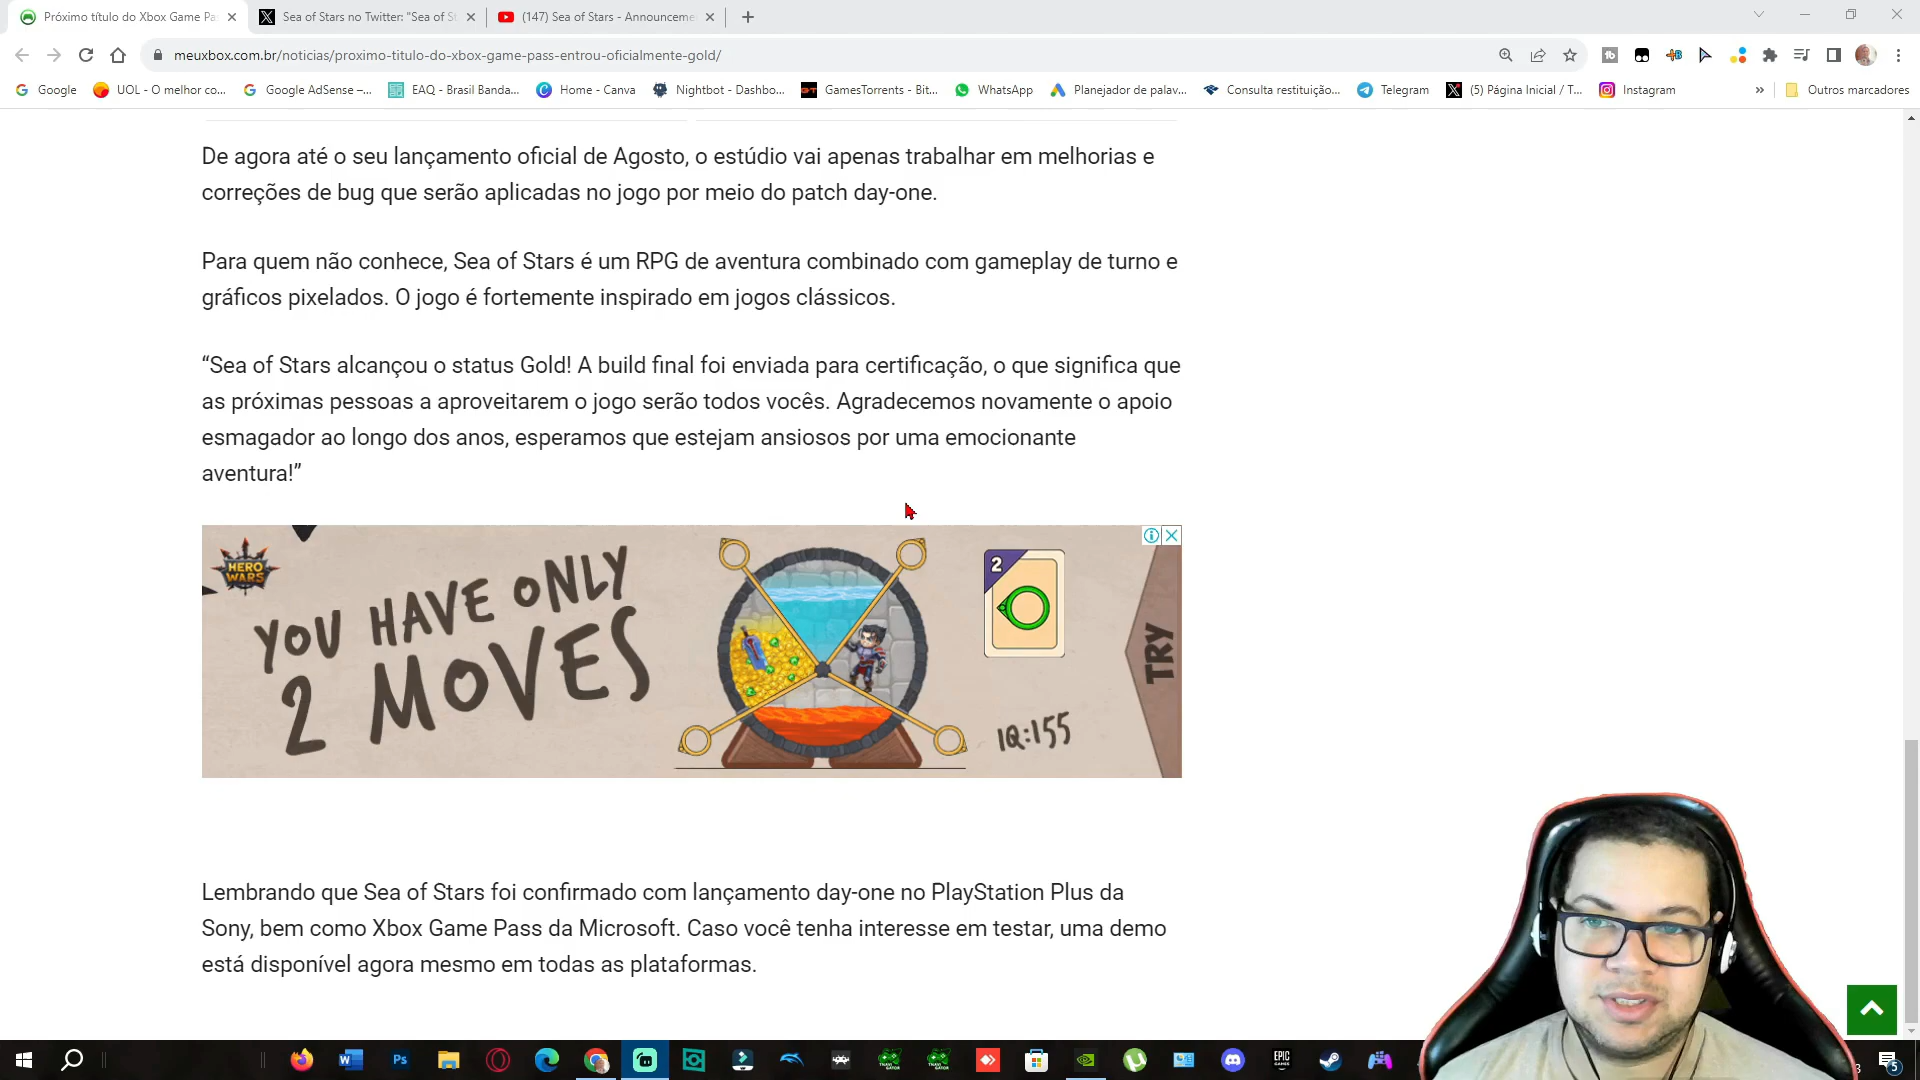 Próximo título do Xbox Game Pa
Sea of Stars no Twitter: "Sea of St
(147) Sea of Stars - Announceme
meuxbox.com.br/noticias/proximo-titulo-do-xbox-game-pass-entrou-oficialmente-gold/
Google
UOL - O melhor co...
Google AdSense –...
EAQ - Brasil Banda...
Home - Canva
Nightbot - Dashbo...
GamesTorrents - Bit...
WhatsApp
Planejador de palav...
Consulta restituição...
Telegram
(5) Página Inicial / T...
Instagram
»
Outros marcadores
De agora até o seu lançamento oficial de Agosto, o estúdio vai apenas trabalhar em melhorias e
correções de bug que serão aplicadas no jogo por meio do patch day-one.
Para quem não conhece, Sea of Stars é um RPG de aventura combinado com gameplay de turno e
gráficos pixelados. O jogo é fortemente inspirado em jogos clássicos.
“Sea of Stars alcançou o status Gold! A build final foi enviada para certificação, o que significa que
as próximas pessoas a aproveitarem o jogo serão todos vocês. Agradecemos novamente o apoio
esmagador ao longo dos anos, esperamos que estejam ansiosos por uma emocionante
aventura!”
HERO
WARS
YOU HAVE ONLY
2 MOVES
2
IQ:155
TRY
Lembrando que Sea of Stars foi confirmado com lançamento day-one no PlayStation Plus da
Sony, bem como Xbox Game Pass da Microsoft. Caso você tenha interesse em testar, uma demo
está disponível agora mesmo em todas as plataformas.
Ps
EPIC
GAMES
3
5